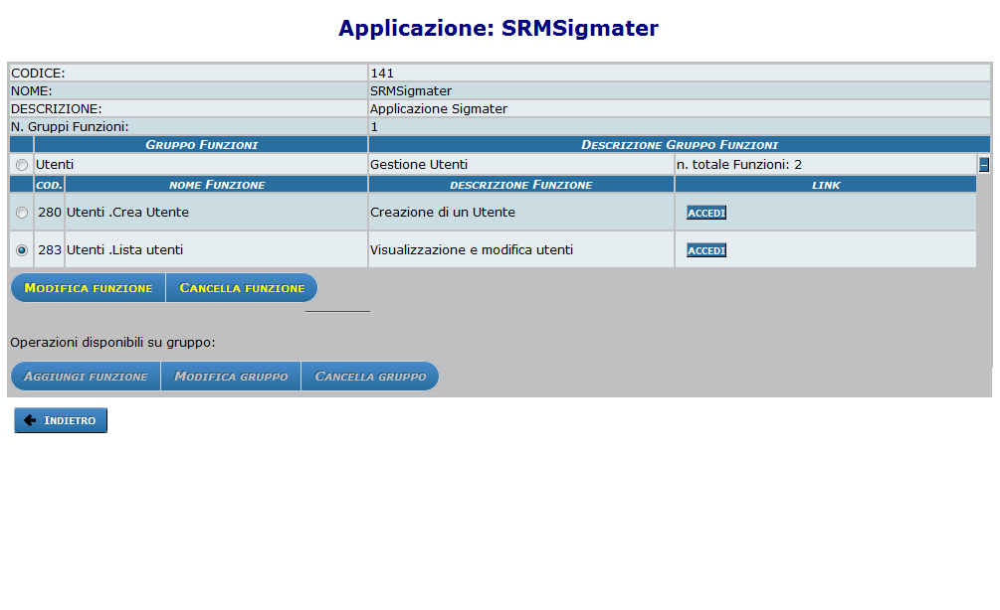 Applicazione: SRMSigmater
CODICE: 141
NOME: SRMSigmater
DESCRIZIONE: Applicazione Sigmater
N. Gruppi Funzioni: 1
GRUPPO FUNZIONI DESCRIZIONE GRUPPO FUNZIONI
Utenti Gestione Utenti n. totale Funzioni: 2
COD. NOME FUNZIONE DESCRIZIONE FUNZIONE LINK
280 Utenti .Crea Utente Creazione di un Utente ACCEDI
283 Utenti .Lista utenti Visualizzazione e modifica utenti ACCEDI
MODIFICA FUNZIONE CANCELLA FUNZIONE
Operazioni disponibili su gruppo:
AGGIUNGI FUNZIONE MODIFICA GRUPPO CANCELLA GRUPPO
INDIETRO